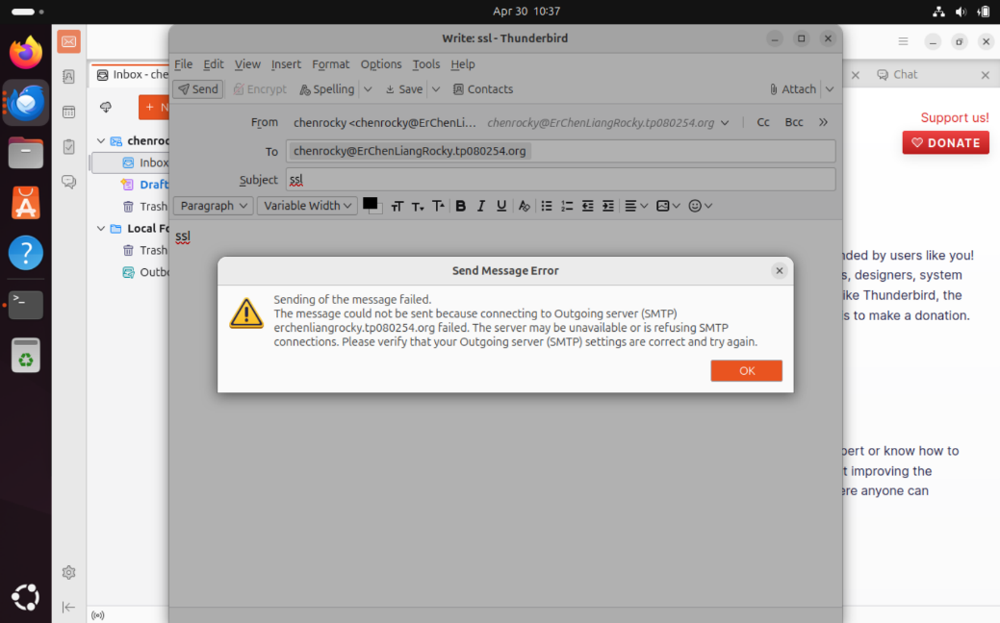 Apr 30 10:37
Write: ssl - Thunderbird
File Edit View Insert Format Options Tools Help
Send Encrypt Spelling Save Contacts Attach
From chenrocky <chenrocky@ErChenLi... chenrocky@ErChenLiangRocky.tp080254.org Cc Bcc
To chenrocky@ErChenLiangRocky.tp080254.org
Subject ssl
Paragraph Variable Width
ssl
Send Message Error
Sending of the message failed.
The message could not be sent because connecting to Outgoing server (SMTP)
erchenliangrocky.tp080254.org failed. The server may be unavailable or is refusing SMTP
connections. Please verify that your Outgoing server (SMTP) settings are correct and try again.
OK
Inbox - che
+ N
chenroc
Inbox
Draft
Trash
Local Fo
Trash
Outbo
Chat
Support us!
DONATE
nded by users like you!
s, designers, system
ike Thunderbird, the
s to make a donation.
pert or know how to
t improving the
ere anyone can